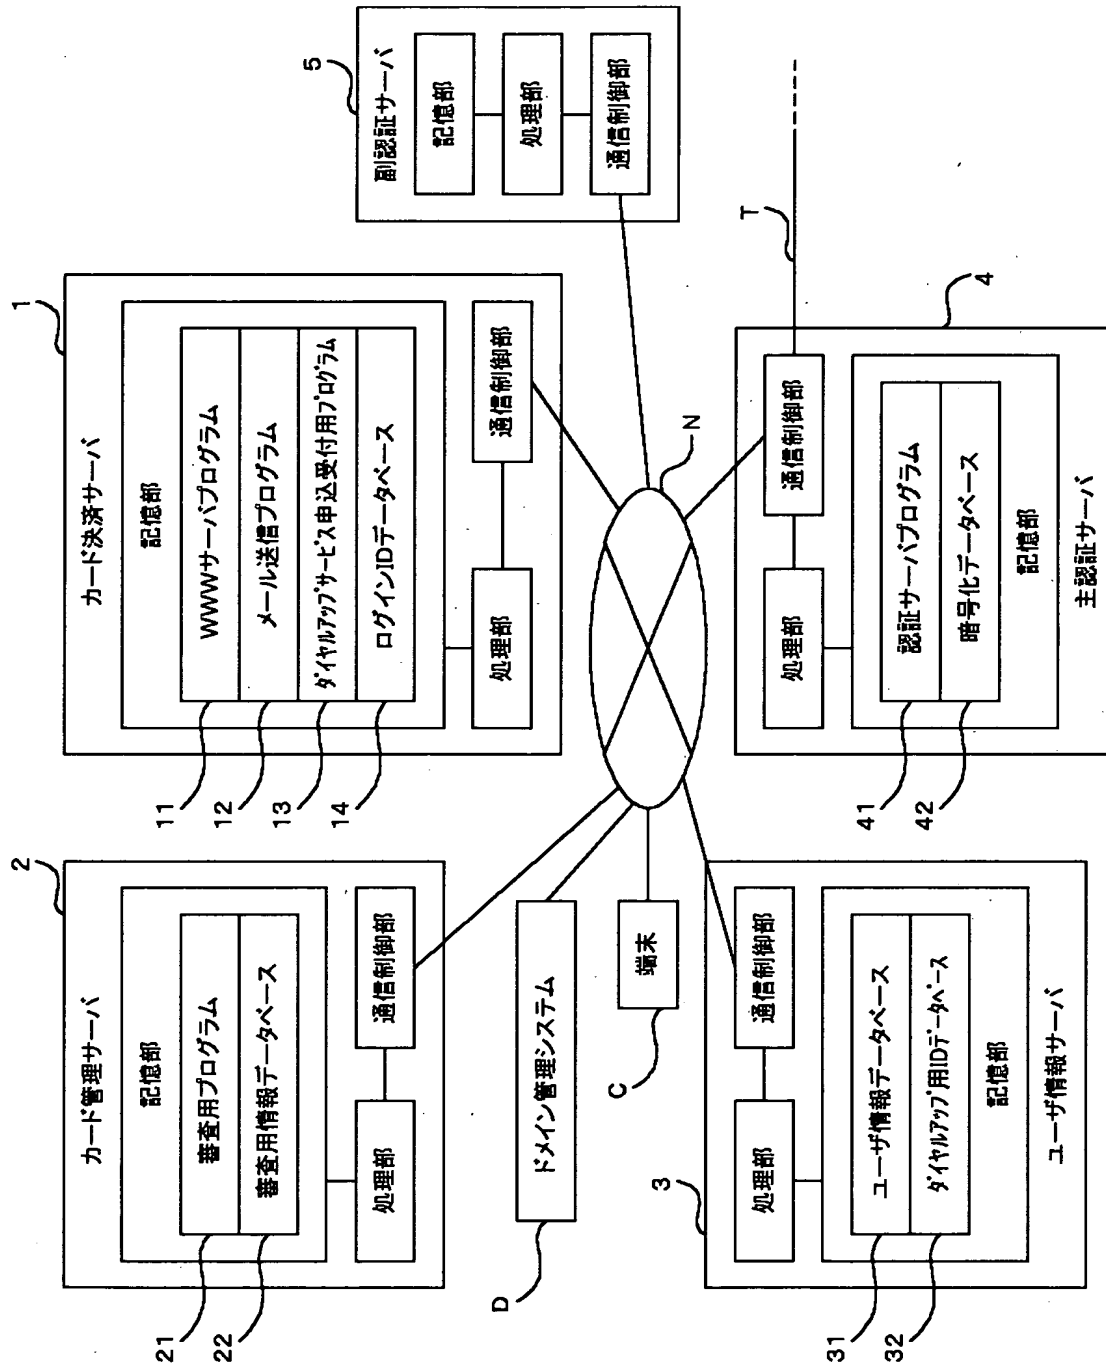 2
カード管理サーバ
記憶部
審査用プログラム
審査用情報データベース
21
22
処理部
通信制御部
1
カード決済サーバ
記憶部
WWWサーバプログラム
メール送信プログラム
ダイヤルアップサービス申込受付用プログラム
ログインIDデータベース
11
12
13
14
処理部
通信制御部
5
副認証サーバ
記憶部
処理部
通信制御部
D
ドメイン管理システム
C
端末
N
T
3
処理部
通信制御部
ユーザ情報データベース
ダイヤルアップ用IDデータベース
31
32
記憶部
ユーザ情報サーバ
4
処理部
通信制御部
認証サーバプログラム
暗号化データベース
41
42
記憶部
主認証サーバ